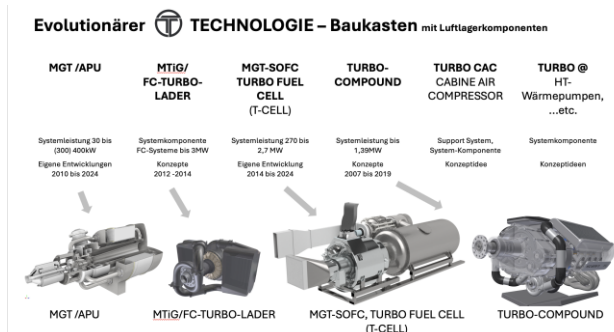 Evolutionärer T TECHNOLOGIE – Baukasten mit Luftlagerkomponenten
MGT /APU
MTiG/
FC-TURBO-
LADER
MGT-SOFC
TURBO FUEL
CELL
(T-CELL)
TURBO-
COMPOUND
TURBO CAC
CABINE AIR
COMPRESSOR
TURBO @
HT-
Wärmepumpen,
...etc.
Systemleistung 30 bis
(300) 400kW
Eigene Entwicklungen
2010 bis 2024
Systemkomponente
FC-Systeme bis 3MW
Konzepte
2012 -2014
Systemleistung 270 bis
2,7 MW
Eigene Entwicklung
2014 bis 2024
Systemleistung bis
1,39MW
Konzepte
2007 bis 2019
Support System,
System-Komponente
Konzeptidee
Systemkomponente
Konzeptideen
MGT /APU
MTiG/FC-TURBO-LADER
MGT-SOFC, TURBO FUEL CELL
(T-CELL)
TURBO-COMPOUND